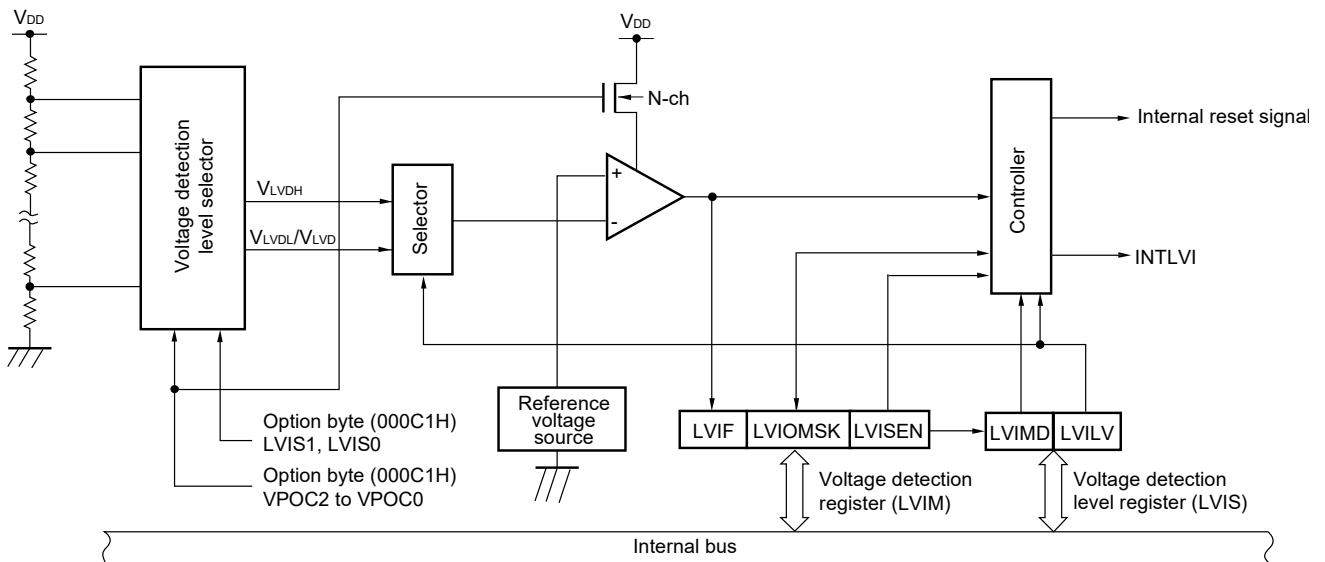 VDD
VDD
N-ch
Voltage detection
level selector
VLVDH
VLVDL/VLVD
Selector
+
-
Controller
Internal reset signal
INTLVI
Reference
voltage
source
Option byte (000C1H)
LVIS1, LVIS0
Option byte (000C1H)
VPOC2 to VPOC0
LVIF
LVIOMSK
LVISEN
LVIMD
LVILV
Voltage detection
register (LVIM)
Voltage detection
level register (LVIS)
Internal bus